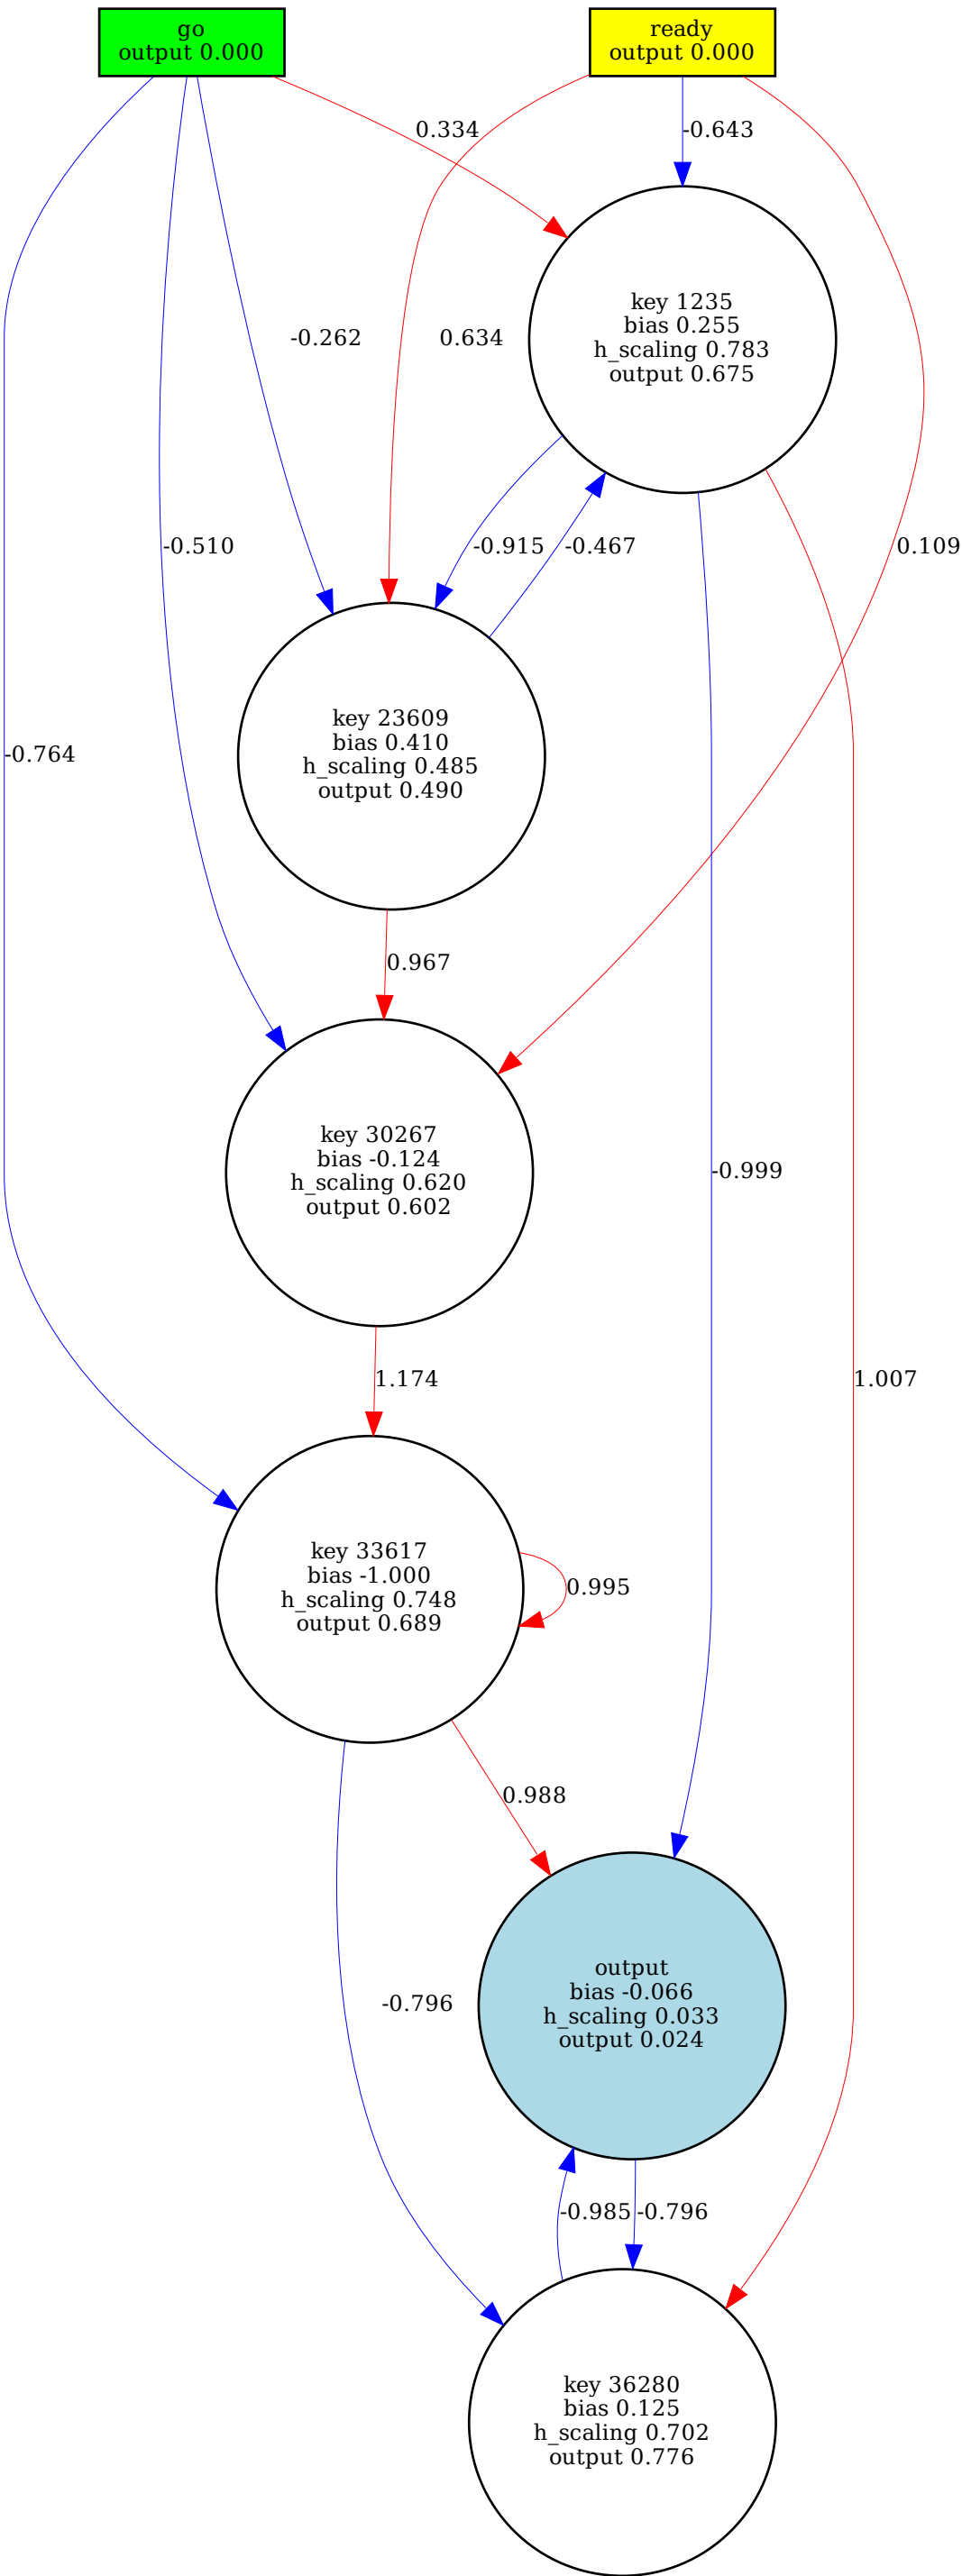 go
output 0.000
ready
output 0.000
0.334
-0.643
key 1235
bias 0.255
h_scaling 0.783
output 0.675
-0.262
0.634
-0.510
-0.915
-0.467
0.109
key 23609
bias 0.410
h_scaling 0.485
output 0.490
-0.764
0.967
key 30267
bias -0.124
h_scaling 0.620
output 0.602
-0.999
1.174
1.007
key 33617
bias -1.000
h_scaling 0.748
output 0.689
0.995
0.988
output
bias -0.066
h_scaling 0.033
output 0.024
-0.796
-0.985
-0.796
key 36280
bias 0.125
h_scaling 0.702
output 0.776